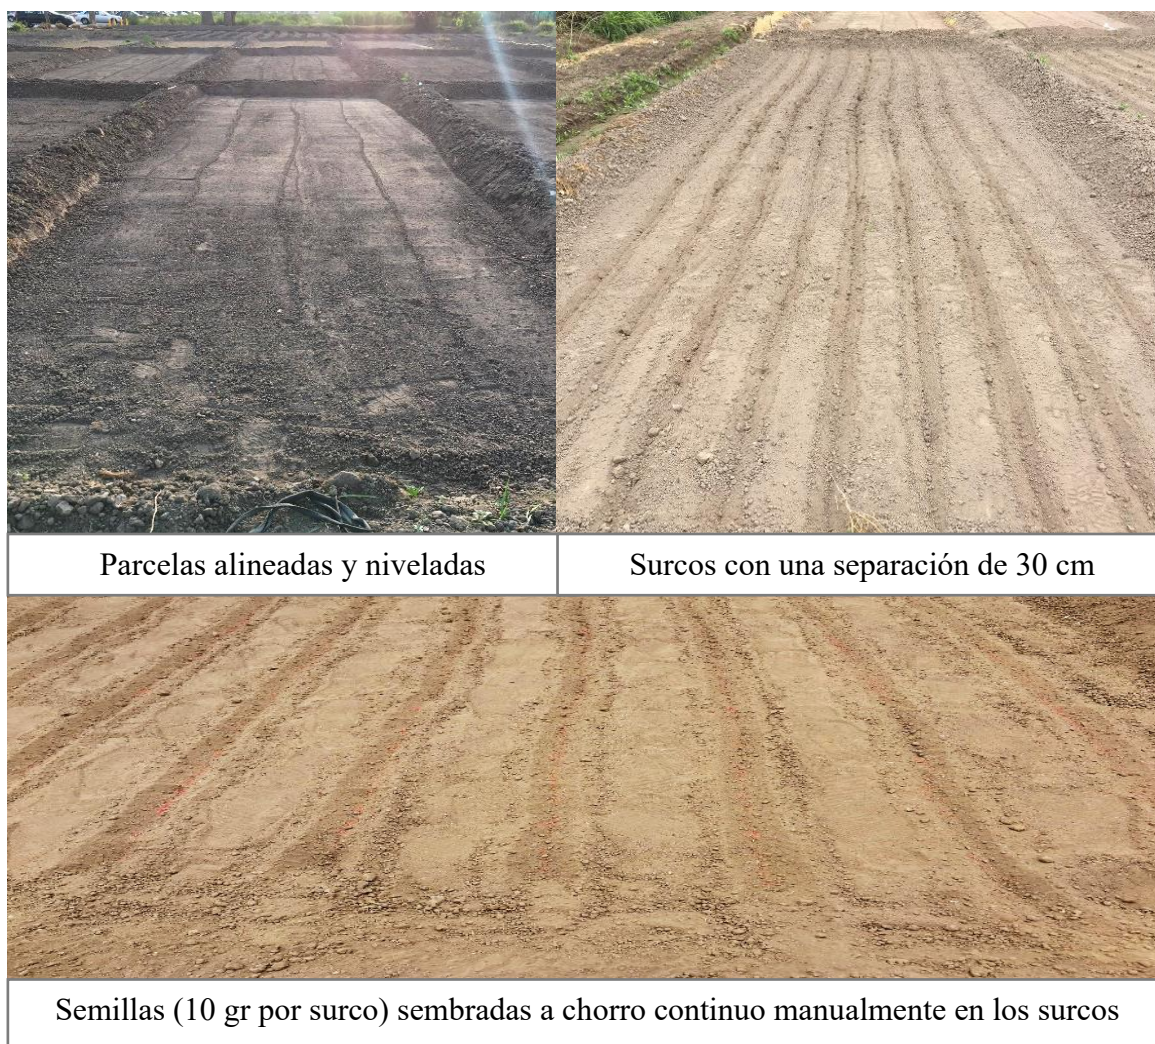 Parcelas alineadas y niveladas
Surcos con una separación de 30 cm
Semillas (10 gr por surco) sembradas a chorro continuo manualmente en los surcos